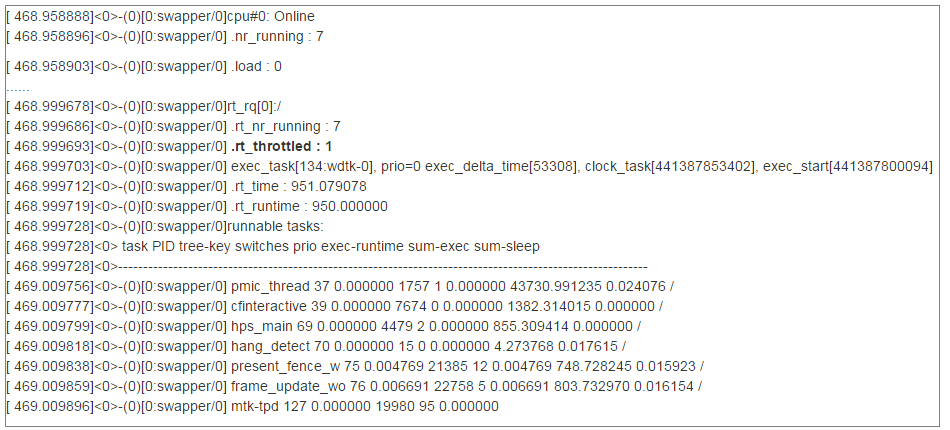 [ 468.958888]<0>-(0)[0:swapper/0]cpu#0: Online
[ 468.958896]<0>-(0)[0:swapper/0] .nr_running : 7
[ 468.958903]<0>-(0)[0:swapper/0] .load : 0
......
[ 468.999678]<0>-(0)[0:swapper/0]rt_rq[0]:/
[ 468.999686]<0>-(0)[0:swapper/0] .rt_nr_running : 7
[ 468.999693]<0>-(0)[0:swapper/0] .rt_throttled : 1
[ 468.999703]<0>-(0)[0:swapper/0] exec_task[134:wdtk-0], prio=0 exec_delta_time[53308], clock_task[441387853402], exec_start[441387800094]
[ 468.999712]<0>-(0)[0:swapper/0] .rt_time : 951.079078
[ 468.999719]<0>-(0)[0:swapper/0] .rt_runtime : 950.000000
[ 468.999728]<0>-(0)[0:swapper/0]runnable tasks:
[ 468.999728]<0> task PID tree-key switches prio exec-runtime sum-exec sum-sleep
[ 468.999728]<0>----------------------------------------------------------------------------------------------------------
[ 469.009756]<0>-(0)[0:swapper/0] pmic_thread 37 0.000000 1757 1 0.000000 43730.991235 0.024076 /
[ 469.009777]<0>-(0)[0:swapper/0] cfinteractive 39 0.000000 7674 0 0.000000 1382.314015 0.000000 /
[ 469.009799]<0>-(0)[0:swapper/0] hps_main 69 0.000000 4479 2 0.000000 855.309414 0.000000 /
[ 469.009818]<0>-(0)[0:swapper/0] hang_detect 70 0.000000 15 0 0.000000 4.273768 0.017615 /
[ 469.009838]<0>-(0)[0:swapper/0] present_fence_w 75 0.004769 21385 12 0.004769 748.728245 0.015923 /
[ 469.009859]<0>-(0)[0:swapper/0] frame_update_wo 76 0.006691 22758 5 0.006691 803.732970 0.016154 /
[ 469.009896]<0>-(0)[0:swapper/0] mtk-tpd 127 0.000000 19980 95 0.000000